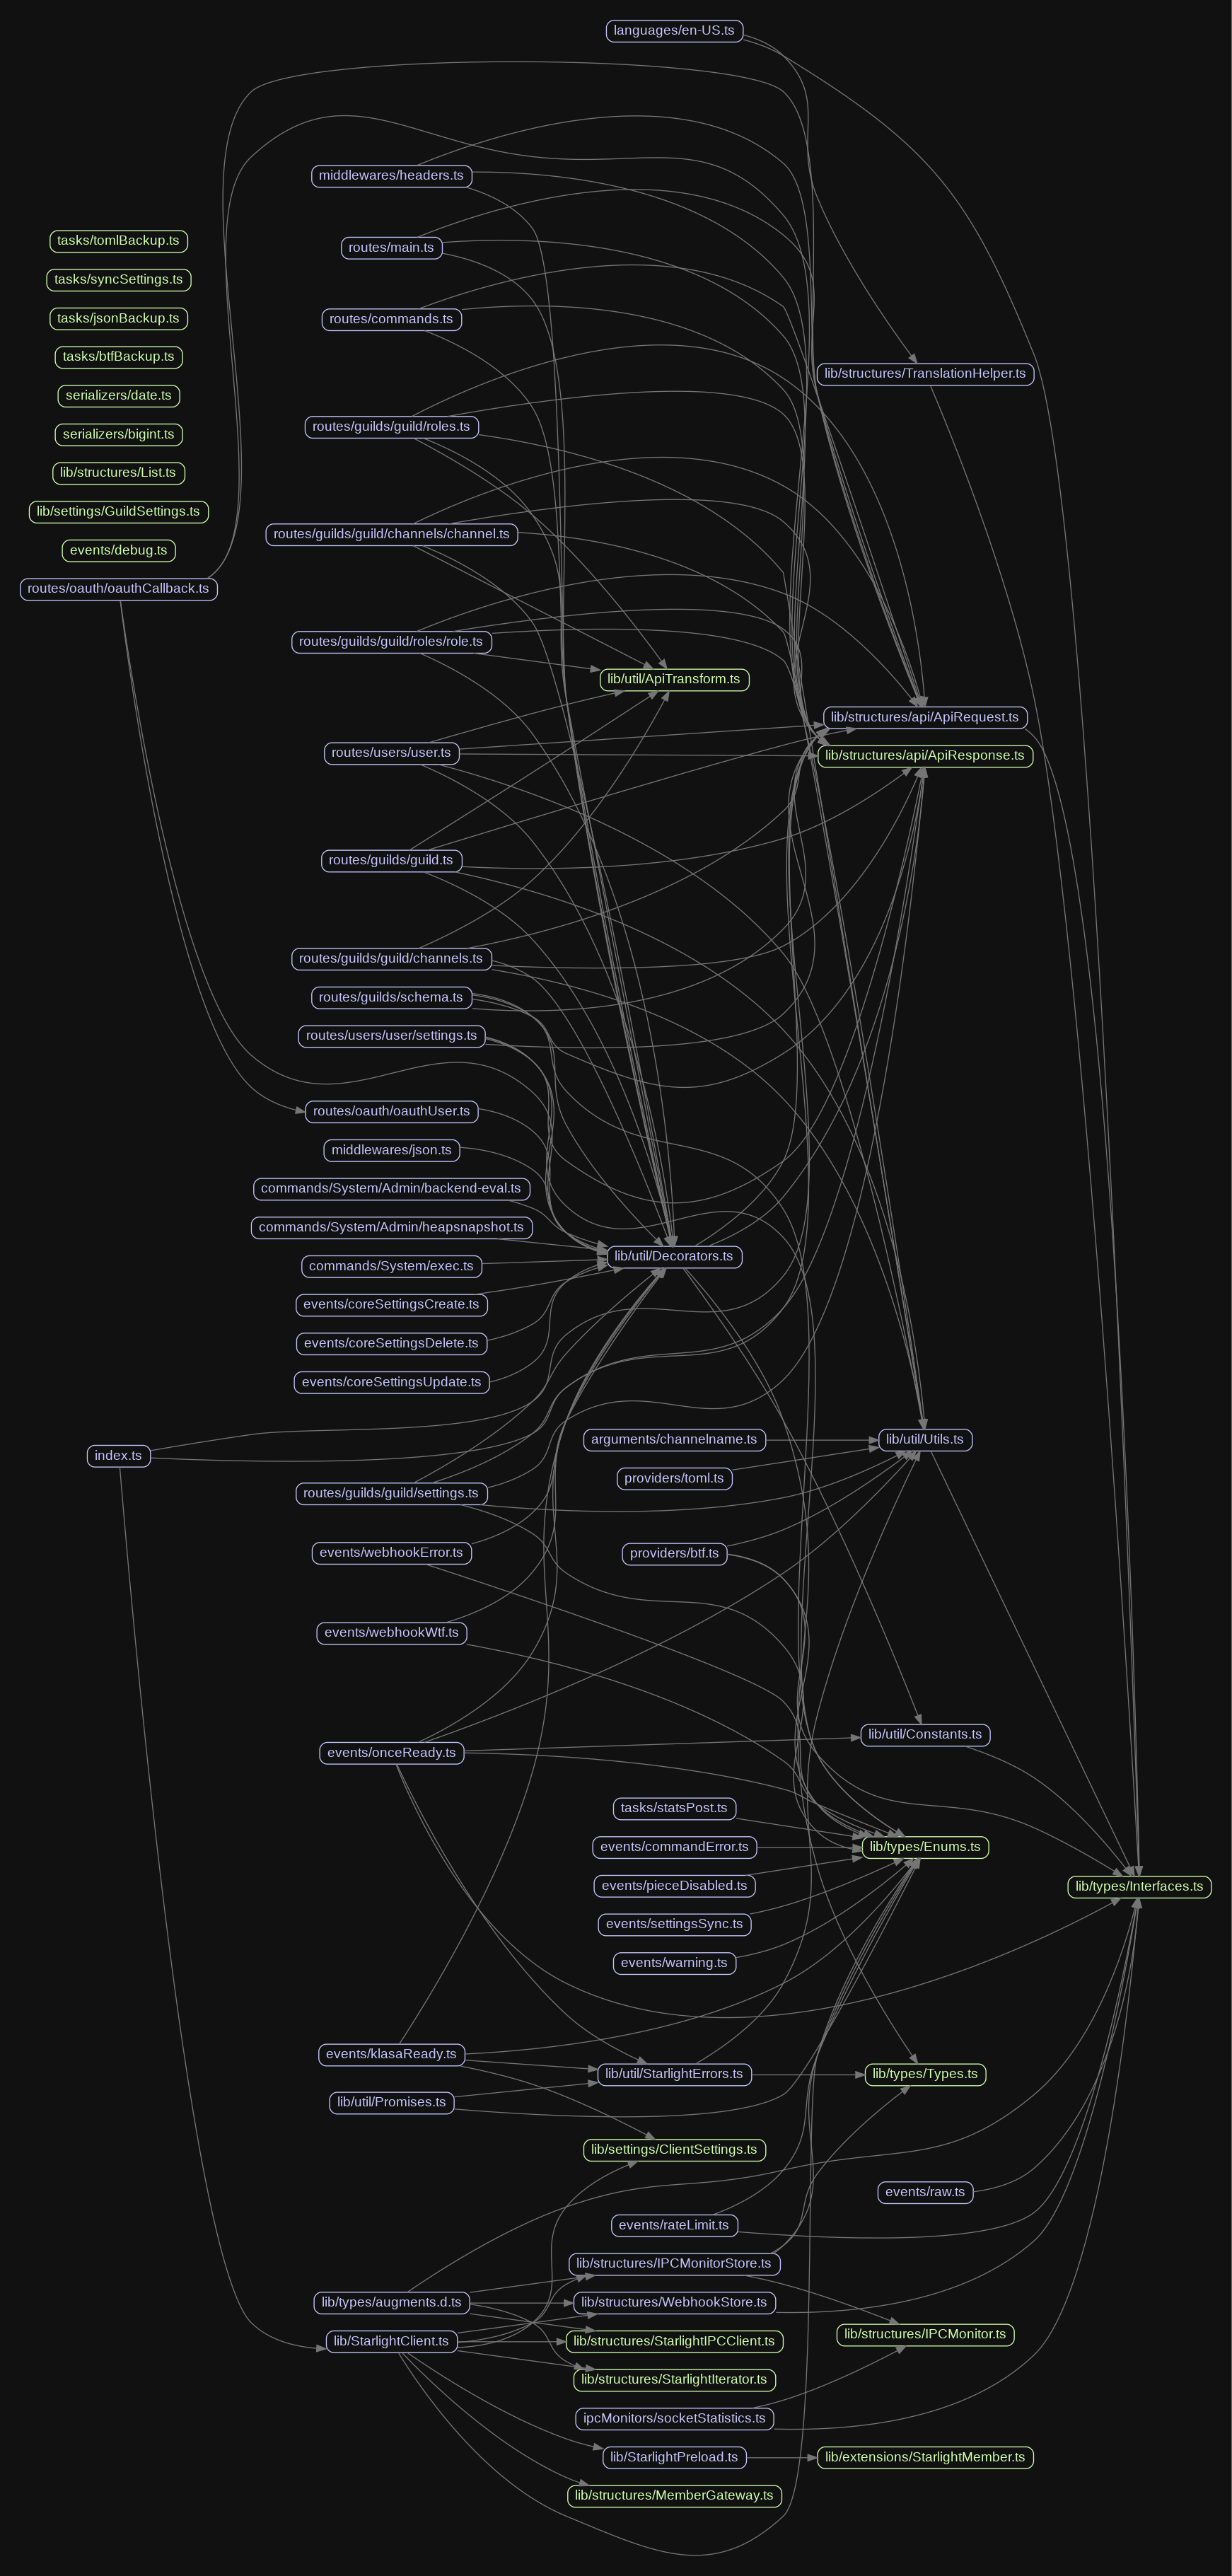 languages/en-US.ts
middlewares/headers.ts
tasks/tomlBackup.ts
routes/main.ts
tasks/syncSettings.ts
tasks/jsonBackup.ts
routes/commands.ts
tasks/btfBackup.ts
lib/structures/TranslationHelper.ts
serializers/date.ts
routes/guilds/guild/roles.ts
serializers/bigint.ts
lib/structures/List.ts
lib/settings/GuildSettings.ts
routes/guilds/guild/channels/channel.ts
events/debug.ts
routes/oauth/oauthCallback.ts
routes/guilds/guild/roles/role.ts
lib/util/ApiTransform.ts
lib/structures/api/ApiRequest.ts
routes/users/user.ts
lib/structures/api/ApiResponse.ts
routes/guilds/guild.ts
routes/guilds/guild/channels.ts
routes/guilds/schema.ts
routes/users/user/settings.ts
routes/oauth/oauthUser.ts
middlewares/json.ts
commands/System/Admin/backend-eval.ts
commands/System/Admin/heapsnapshot.ts
lib/util/Decorators.ts
commands/System/exec.ts
events/coreSettingsCreate.ts
events/coreSettingsDelete.ts
events/coreSettingsUpdate.ts
arguments/channelname.ts
lib/util/Utils.ts
index.ts
providers/toml.ts
routes/guilds/guild/settings.ts
events/webhookError.ts
providers/btf.ts
events/webhookWtf.ts
lib/util/Constants.ts
events/onceReady.ts
tasks/statsPost.ts
events/commandError.ts
lib/types/Enums.ts
events/pieceDisabled.ts
lib/types/Interfaces.ts
events/settingsSync.ts
events/warning.ts
events/klasaReady.ts
lib/util/StarlightErrors.ts
lib/types/Types.ts
lib/util/Promises.ts
lib/settings/ClientSettings.ts
events/raw.ts
events/rateLimit.ts
lib/structures/IPCMonitorStore.ts
lib/types/augments.d.ts
lib/structures/WebhookStore.ts
lib/structures/IPCMonitor.ts
lib/StarlightClient.ts
lib/structures/StarlightIPCClient.ts
lib/structures/StarlightIterator.ts
ipcMonitors/socketStatistics.ts
lib/StarlightPreload.ts
lib/extensions/StarlightMember.ts
lib/structures/MemberGateway.ts